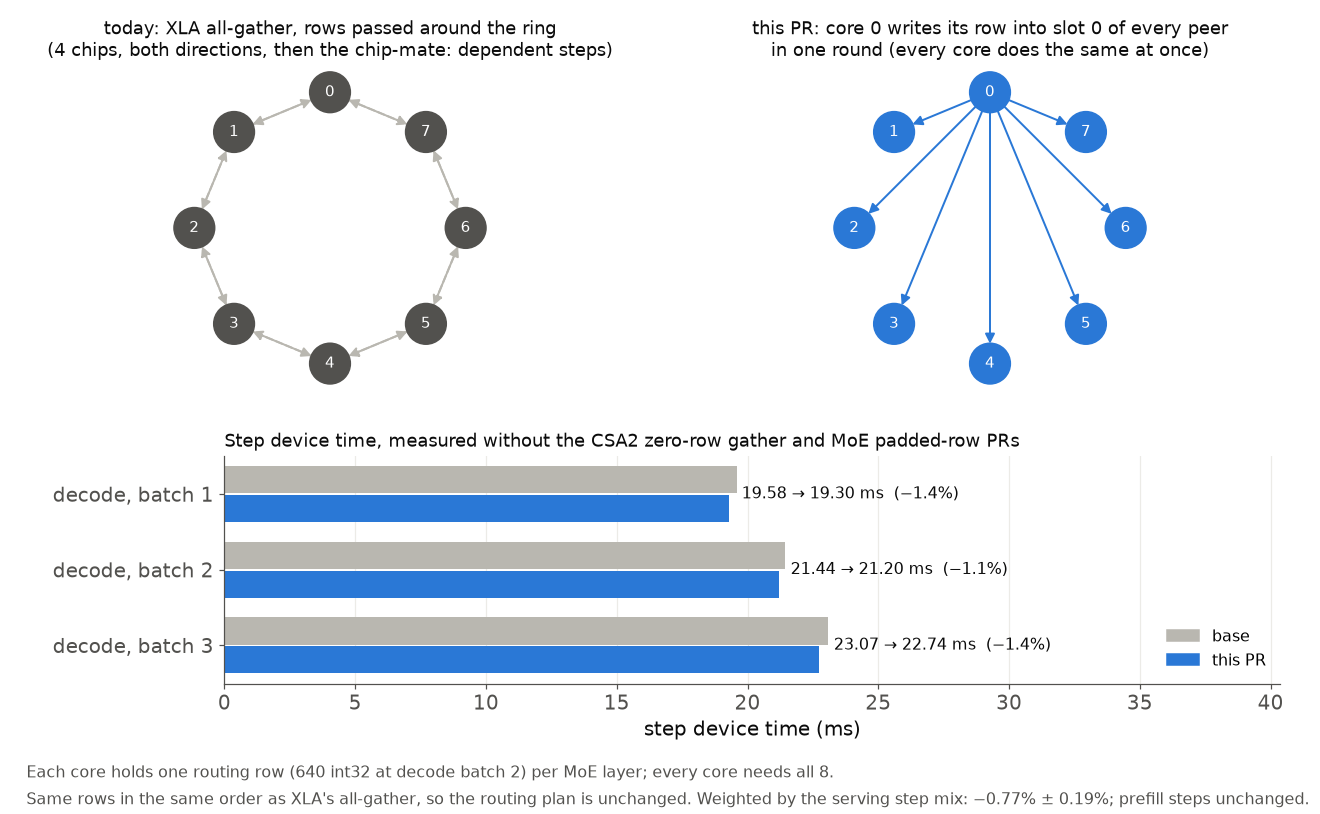 today: XLA all-gather, rows passed around the ring
(4 chips, both directions, then the chip-mate: dependent steps)
0
1
7
2
6
3
5
4
this PR: core 0 writes its row into slot 0 of every peer
in one round (every core does the same at once)
0
1
7
2
6
3
5
4
Step device time, measured without the CSA2 zero-row gather and MoE padded-row PRs
decode, batch 1
19.58 → 19.30 ms (−1.4%)
decode, batch 2
21.44 → 21.20 ms (−1.1%)
decode, batch 3
23.07 → 22.74 ms (−1.4%)
base
this PR
0 5 10 15 20 25 30 35 40
step device time (ms)
Each core holds one routing row (640 int32 at decode batch 2) per MoE layer; every core needs all 8.
Same rows in the same order as XLA's all-gather, so the routing plan is unchanged. Weighted by the serving step mix: −0.77% ± 0.19%; prefill steps unchanged.